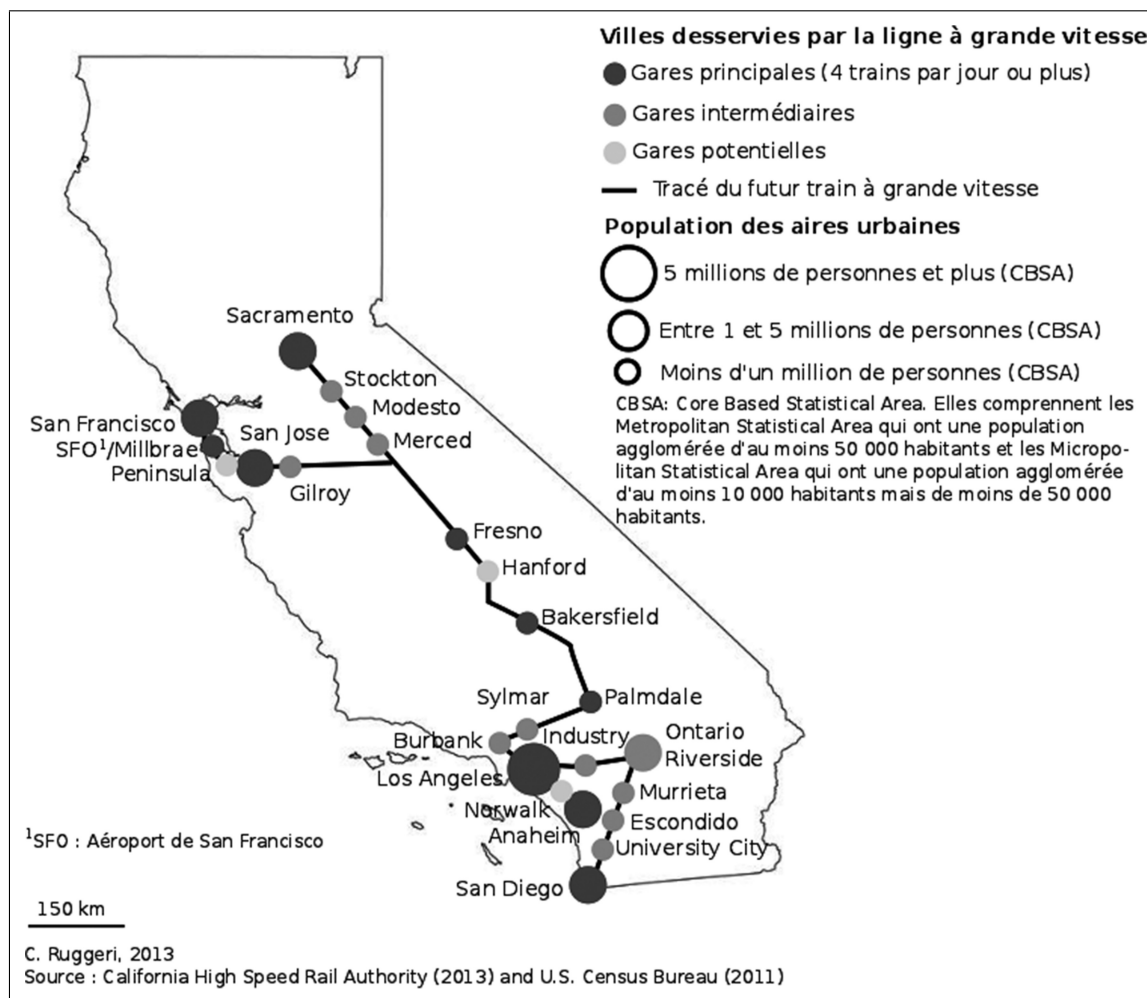 Villes desservies par la ligne à grande vitesse
Gares principales (4 trains par jour ou plus)
Gares intermédiaires
Gares potentielles
Tracé du futur train à grande vitesse
Population des aires urbaines
5 millions de personnes et plus (CBSA)
Entre 1 et 5 millions de personnes (CBSA)
Moins d'un million de personnes (CBSA)
CBSA: Core Based Statistical Area. Elles comprennent les
Metropolitan Statistical Area qui ont une population
agglomérée d'au moins 50 000 habitants et les Micropo-
litan Statistical Area qui ont une population agglomérée
d'au moins 10 000 habitants mais de moins de 50 000
habitants.
Sacramento
Stockton
Modesto
Merced
San Francisco
SFO¹/Millbrae
Peninsula
San Jose
Gilroy
Fresno
Hanford
Bakersfield
Palmdale
Sylmar
Burbank
Industry
Ontario
Riverside
Los Angeles
Norwalk
Anaheim
Murrieta
Escondido
University City
San Diego
¹SFO : Aéroport de San Francisco
150 km
C. Ruggeri, 2013
Source : California High Speed Rail Authority (2013) and U.S. Census Bureau (2011)